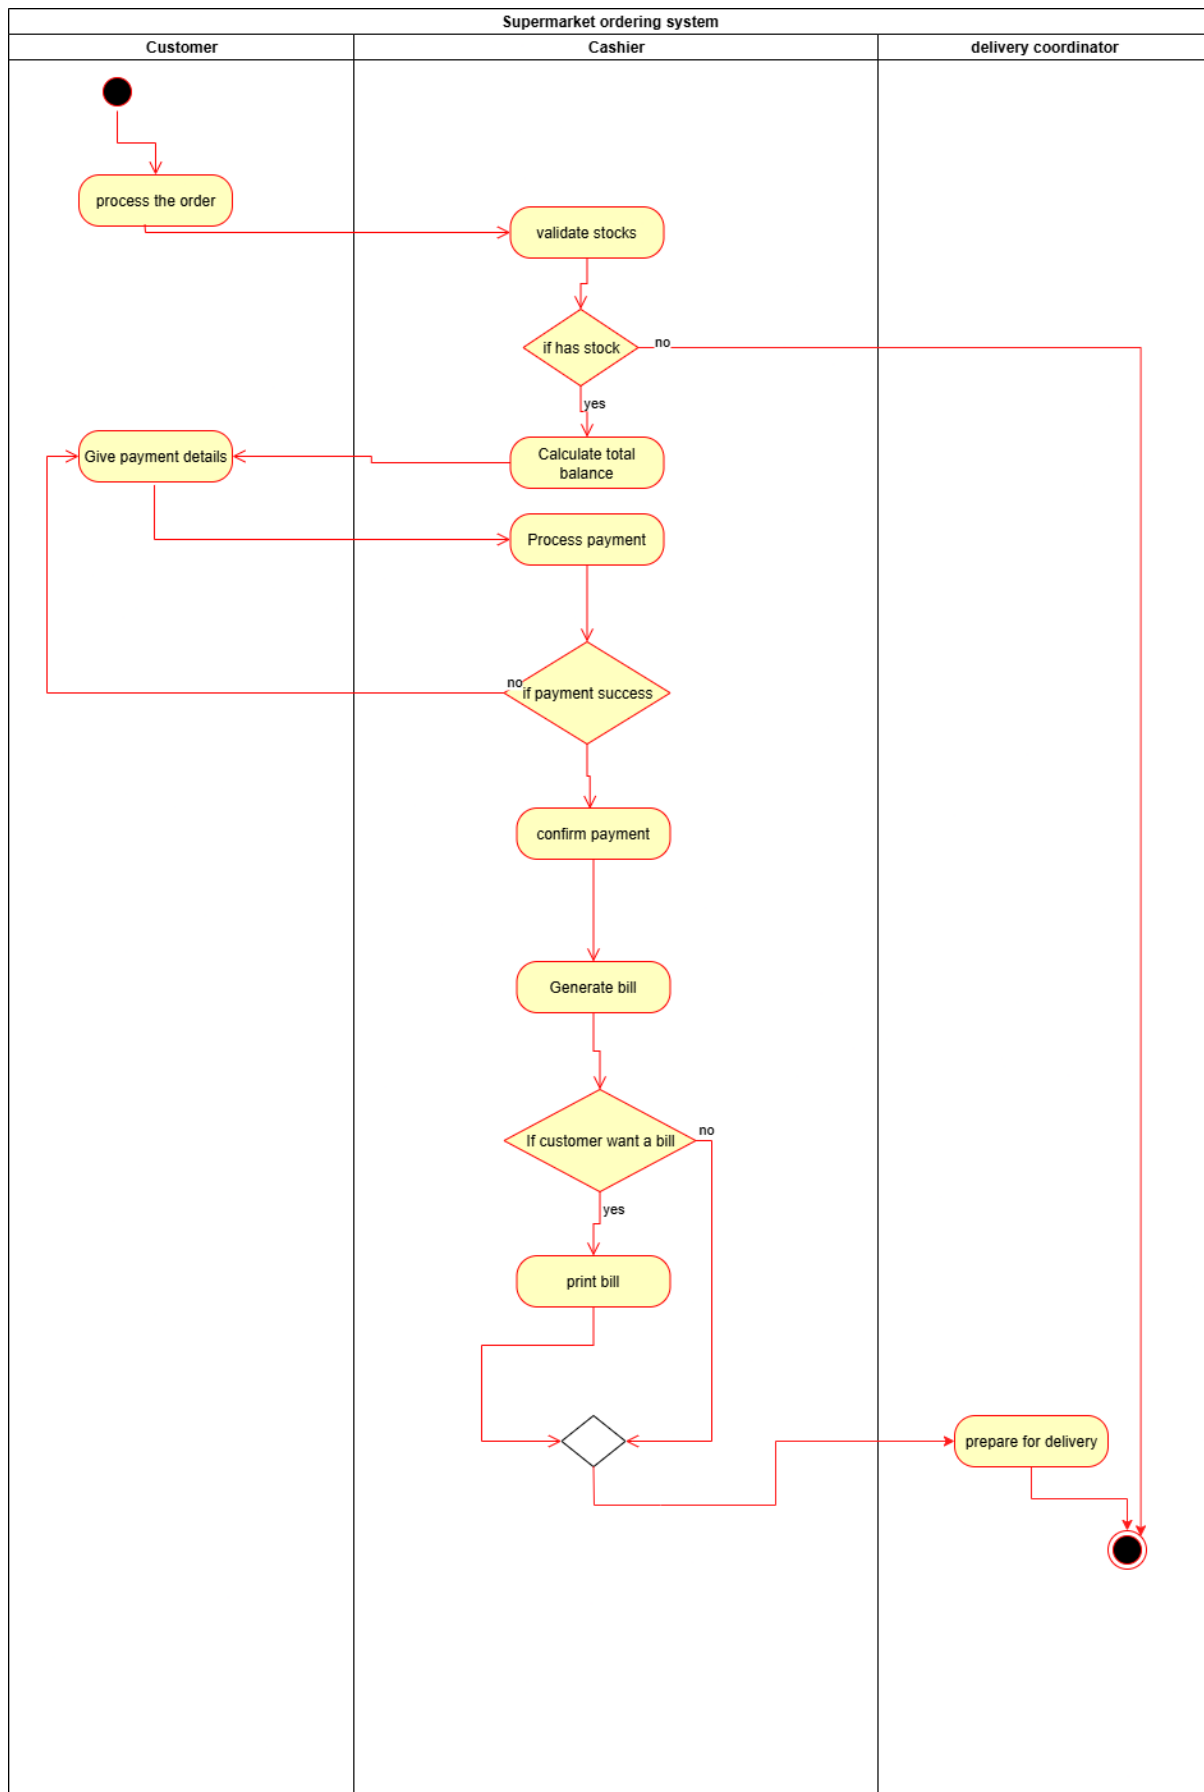 Supermarket ordering system
Customer
Cashier
delivery coordinator
process the order
validate stocks
if has stock
no
yes
Give payment details
Calculate total
balance
Process payment
no
if payment success
confirm payment
Generate bill
If customer want a bill
no
yes
print bill
prepare for delivery